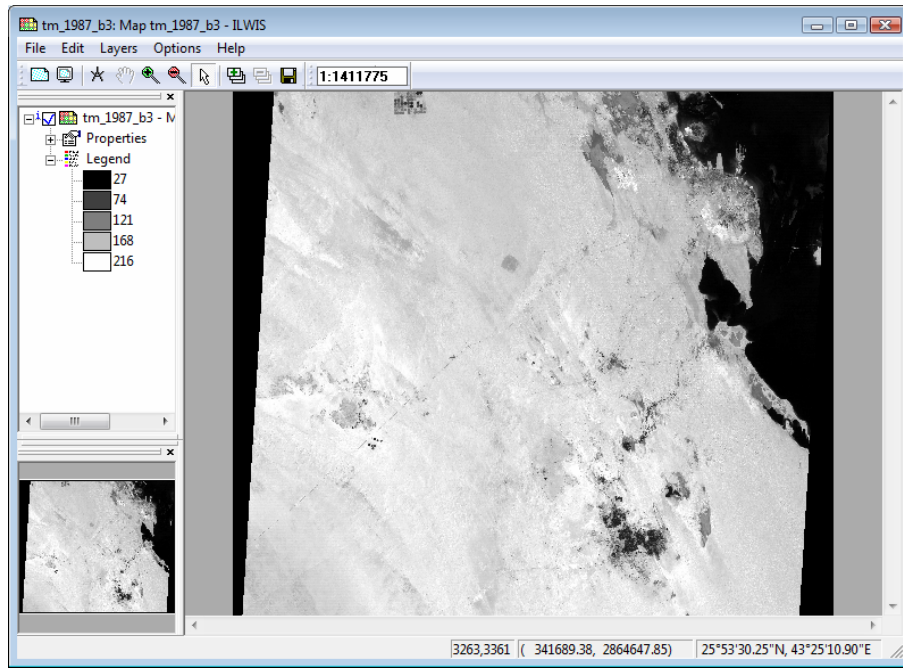 tm_1987_b3: Map tm_1987_b3 - ILWIS
File Edit Layers Options Help
1:1411775
tm_1987_b3 - M
Properties
Legend
27
74
121
168
216
3263,3361 ( 341689.38, 2864647.85) 25°53'30.25"N, 43°25'10.90"E